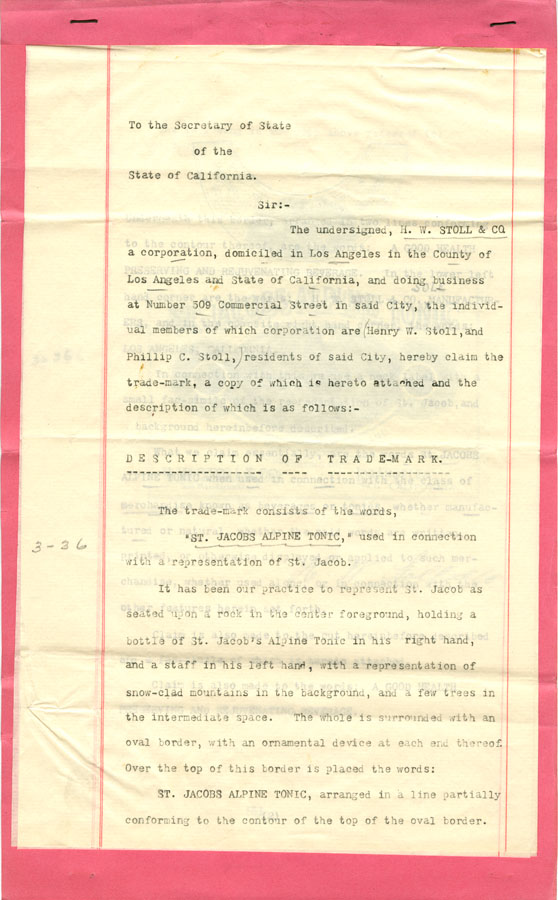 To the Secretary of State
of the
State of California.
Sir:-
The undersigned, H. W. STOLL & CO
a corporation, domiciled in Los Angeles in the County of
Los Angeles and State of California, and doing business
at Number 509 Commercial Street in said City, the individ-
ual members of which corporation are (Henry W. Stoll, and
Phillip C. Stoll,) residents of said City, hereby claim the
trade-mark, a copy of which is hereto attached and the
description of which is as follows:-
DESCRIPTION OF TRADE-MARK.
The trade-mark consists of the words,
"ST. JACOBS ALPINE TONIC," used in connection
3-36
with a representation of St. Jacob.
It has been our practice to represent St. Jacob as
seated upon a rock in the center foreground, holding a
bottle of St. Jacob's Alpine Tonic in his right hand,
and a staff in his left hand, with a representation of
snow-clad mountains in the background, and a few trees in
the intermediate space. The whole is surrounded with an
oval border, with an ornamental device at each end thereof.
Over the top of this border is placed the words:
ST. JACOBS ALPINE TONIC, arranged in a line partially
conforming to the contour of the top of the oval border.